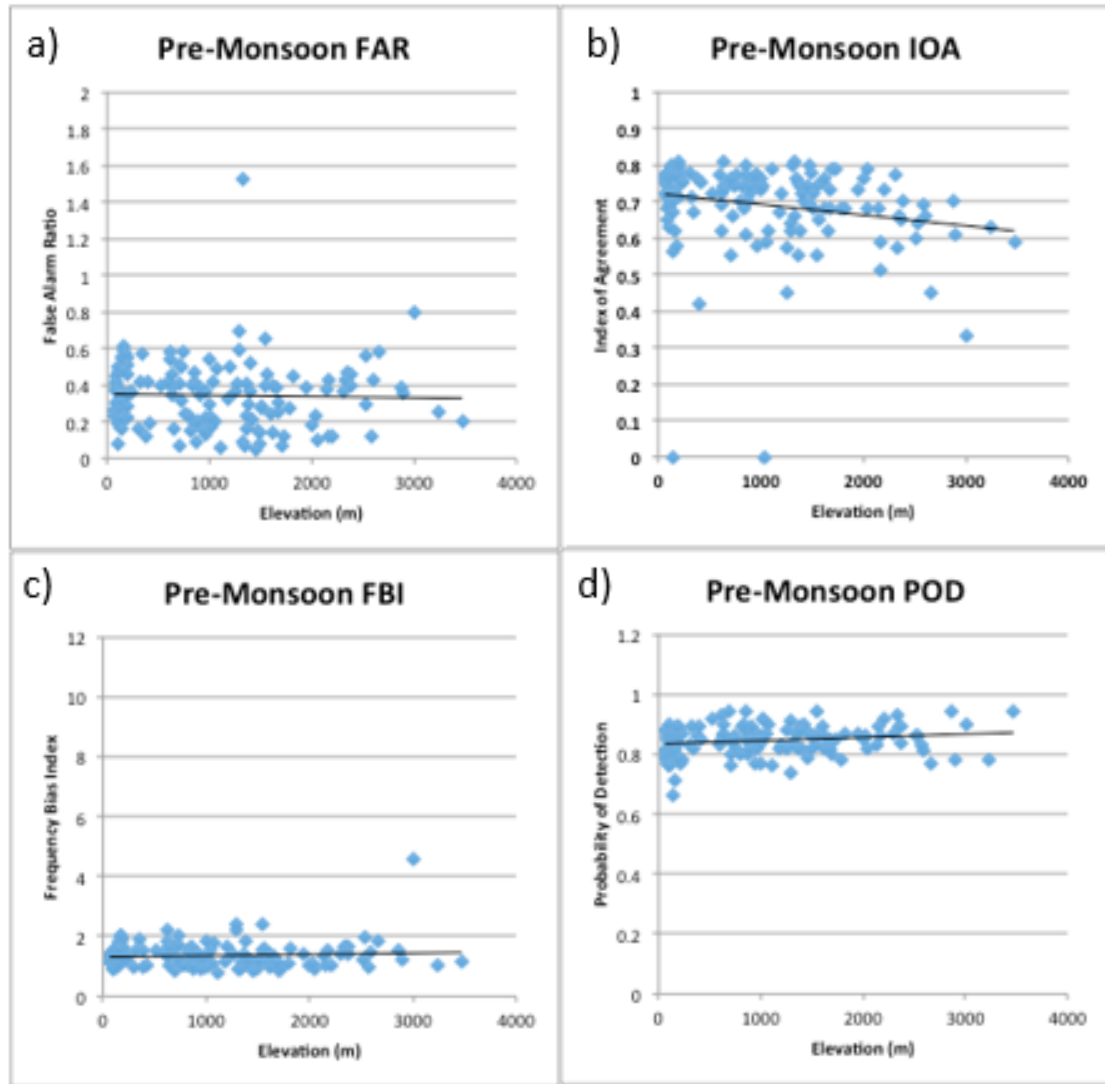 a)
Pre-Monsoon FAR
2
1.8
1.6
1.4
1.2
1
0.8
0.6
0.4
0.2
0
False Alarm Ratio
0 1000 2000 3000 4000
Elevation (m)
b)
Pre-Monsoon IOA
1
0.9
0.8
0.7
0.6
0.5
0.4
0.3
0.2
0.1
0
Index of Agreement
0 1000 2000 3000 4000
Elevation (m)
c)
Pre-Monsoon FBI
12
10
8
6
4
2
0
Frequency Bias Index
0 1000 2000 3000 4000
Elevation (m)
d)
Pre-Monsoon POD
1.2
1
0.8
0.6
0.4
0.2
0
Probability of Detection
0 1000 2000 3000 4000
Elevation (m)